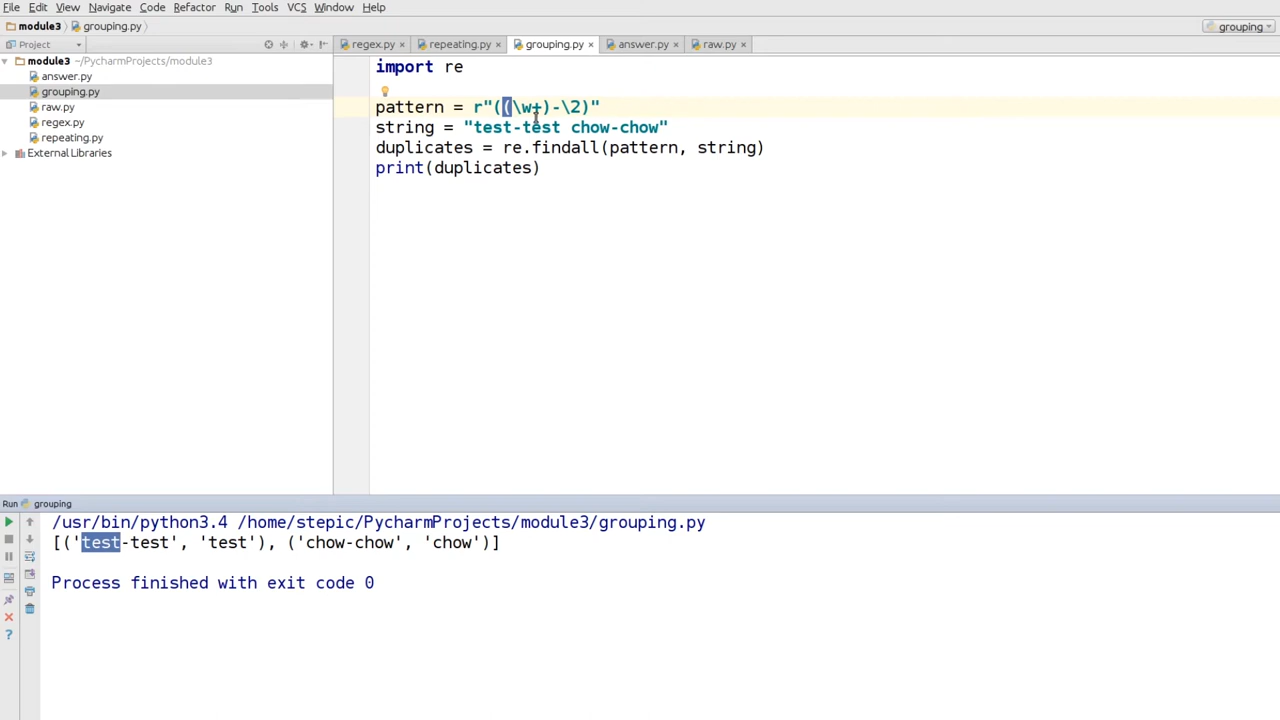 File Edit View Navigate Code Refactor Run Tools VCS Window Help
module3 grouping.py grouping
Project regex.py repeating.py grouping.py answer.py raw.py
module3 ~/PycharmProjects/module3
answer.py
grouping.py
raw.py
regex.py
repeating.py
External Libraries
import re
pattern = r"((\w+)-\2)"
string = "test-test chow-chow"
duplicates = re.findall(pattern, string)
print(duplicates)
Run grouping
/usr/bin/python3.4 /home/stepic/PycharmProjects/module3/grouping.py
[('test-test', 'test'), ('chow-chow', 'chow')]
Process finished with exit code 0